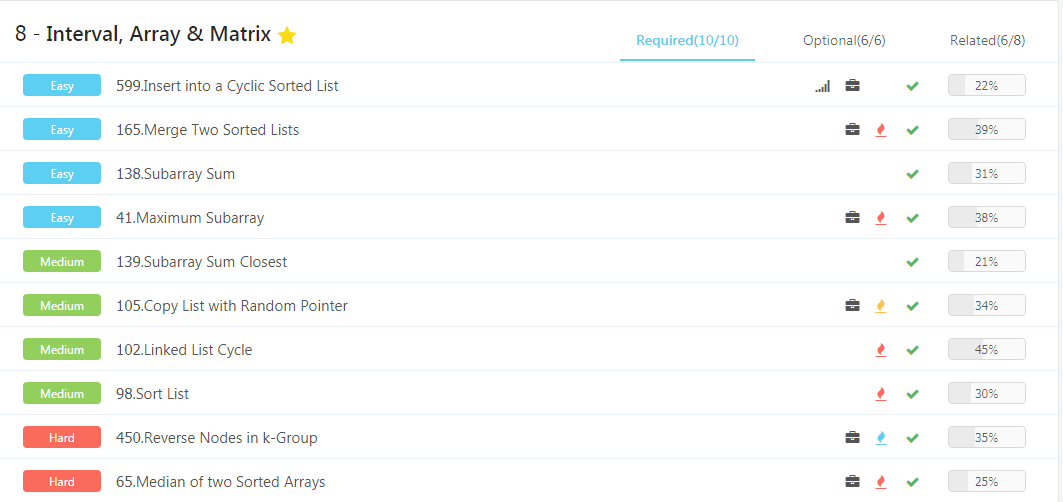 8 - Interval, Array & Matrix Required(10/10) Optional(6/6) Related(6/8)
Easy 599.Insert into a Cyclic Sorted List 22%
Easy 165.Merge Two Sorted Lists 39%
Easy 138.Subarray Sum 31%
Easy 41.Maximum Subarray 38%
Medium 139.Subarray Sum Closest 21%
Medium 105.Copy List with Random Pointer 34%
Medium 102.Linked List Cycle 45%
Medium 98.Sort List 30%
Hard 450.Reverse Nodes in k-Group 35%
Hard 65.Median of two Sorted Arrays 25%